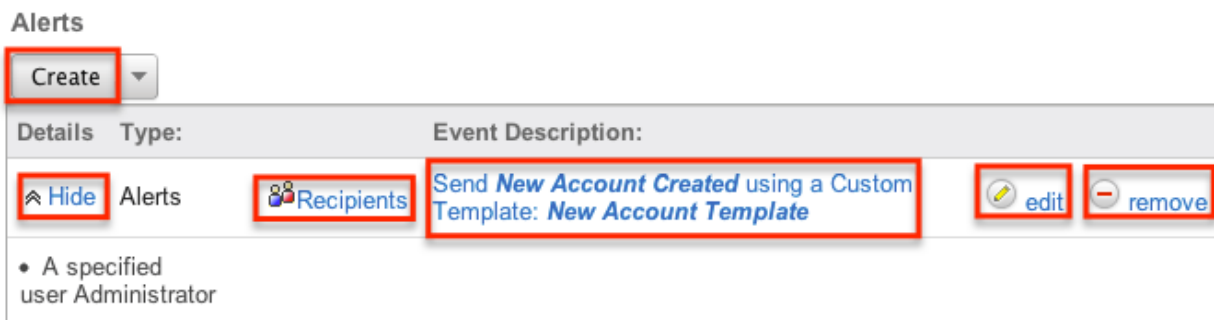 Alerts
Create
Details Type: Event Description:
Hide Alerts Recipients Send New Account Created using a Custom
Template: New Account Template edit remove
• A specified
user Administrator